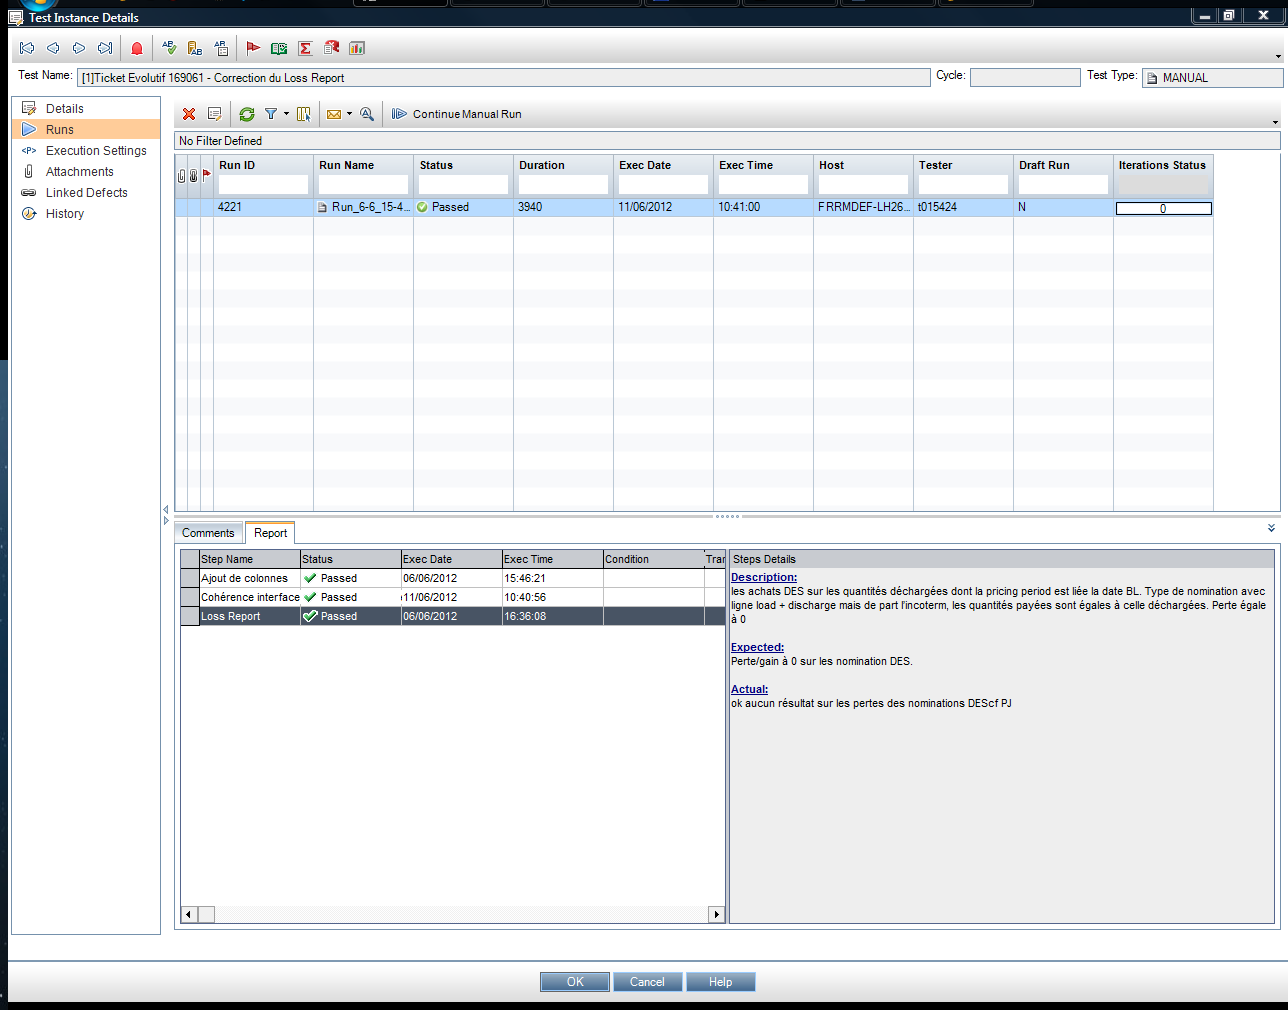 Test Instance Details
Test Name: [1]Ticket Evolutif 169061 - Correction du Loss Report Cycle: Test Type: MANUAL
Details
Runs
Execution Settings
Attachments
Linked Defects
History
Continue Manual Run
No Filter Defined
Run ID Run Name Status Duration Exec Date Exec Time Host Tester Draft Run Iterations Status
4221 Run_6-6_15-4... Passed 3940 11/06/2012 10:41:00 FRRMDEF-LH26... t015424 N 0
Comments Report
Step Name Status Exec Date Exec Time Condition Tran
Ajout de colonnes Passed 06/06/2012 15:46:21
Cohérence interface Passed 11/06/2012 10:40:56
Loss Report Passed 06/06/2012 16:36:08
Steps Details
Description:
les achats DES sur les quantités déchargées dont la pricing period est liée la date BL. Type de nomination avec
ligne load + discharge mais de part l'incoterm, les quantités payées sont égales à celle déchargées. Perte égale
à 0
Expected:
Perte/gain à 0 sur les nomination DES.
Actual:
ok aucun résultat sur les pertes des nominations DEScf PJ
OK Cancel Help